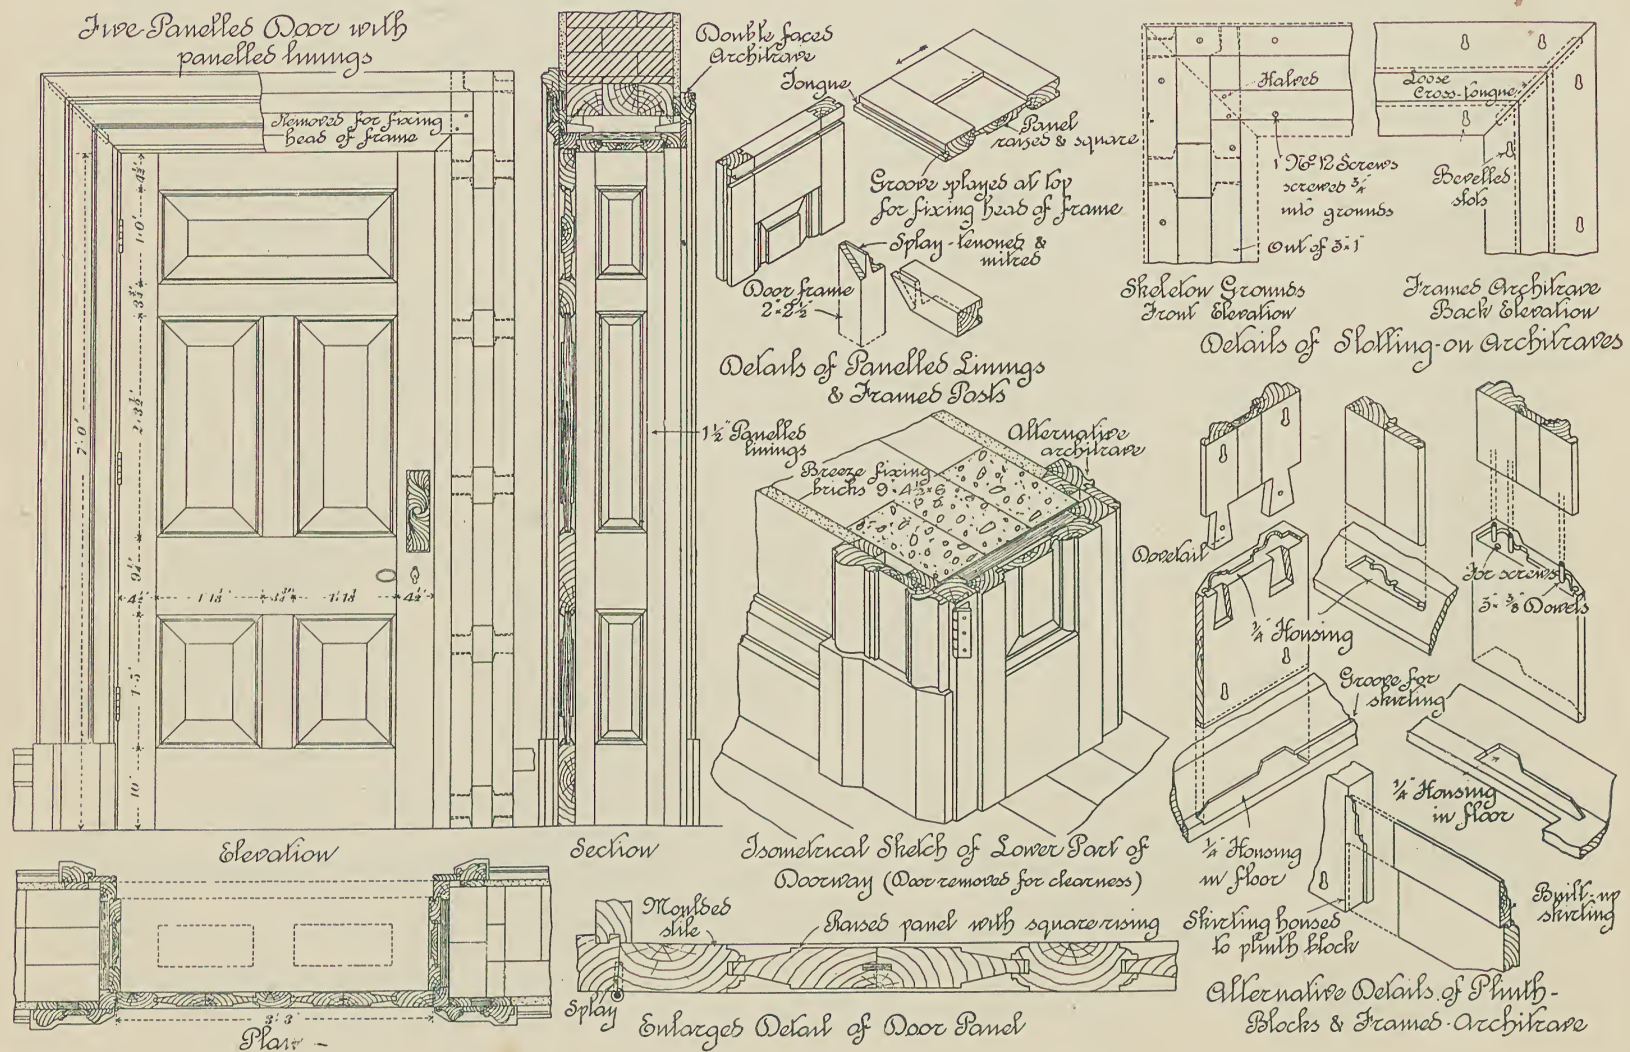 Five-Panelled Door with
panelled linings
Removed for fixing
head of frame
7'. 0"
4½"
1'. 0"
3¾"
2'. 3½"
9¼"
1'. 5"
10"
4½"
3¾"
4½"
Elevation
Section
3'. 3"
Plan -
Double faced
Architrave
Tongue
Panel
raised & square
Groove splayed at top
for fixing head of frame
Splay-tenoned &
mitred
Door frame
2" × 2½"
Details of Panelled Linings
& Framed Posts
1½" Panelled
linings
Alternative
architrave
Breeze fixing
bricks 9 × 4½ × 6
Isometrical Sketch of Lower Part of
Doorway (Door removed for clearness)
Moulded
stile
Raised panel with square rising
Splay
Enlarged Detail of Door Panel
Halved
1" Nº 12 Screws
screwed ¾"
into grounds
Out of 3" × 1"
Skeleton Grounds
Front Elevation
Loose
Cross-tongue
Bevelled
slots
Framed Architrave
Back Elevation
Details of Slotting-on Architraves
Dovetail
¼" Housing
For screws
3" × ⅜" Dowels
Groove for
skirting
¼" Housing
in floor
¼" Housing
in floor
Skirting housed
to plinth block
Built-up
skirting
Alternative Details of Plinth-
Blocks & Framed-Architrave